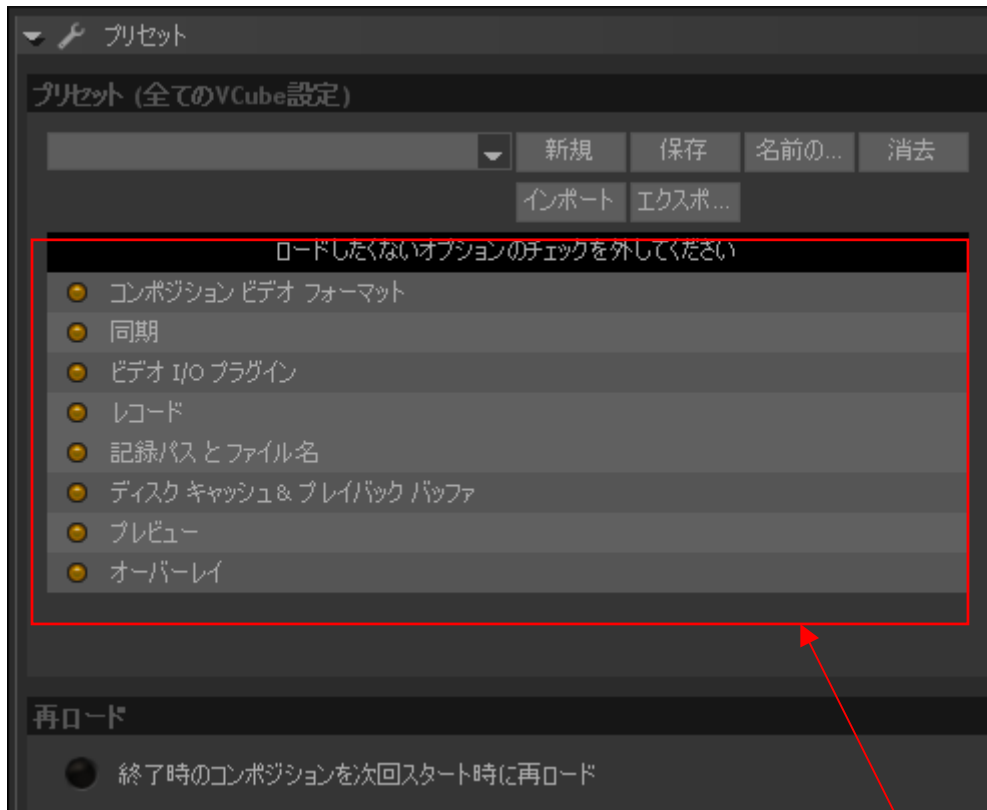 プリセット
プリセット (全てのVCube設定)
新規 保存 名前の... 消去
インポート エクスポ...
ロードしたくないオプションのチェックを外してください
コンポジション ビデオ フォーマット
同期
ビデオ I/O プラグイン
レコード
記録パス と ファイル名
ディスク キャッシュ & プレイバック バッファ
プレビュー
オーバーレイ
再ロード
終了時のコンポジションを次回スタート時に再ロード